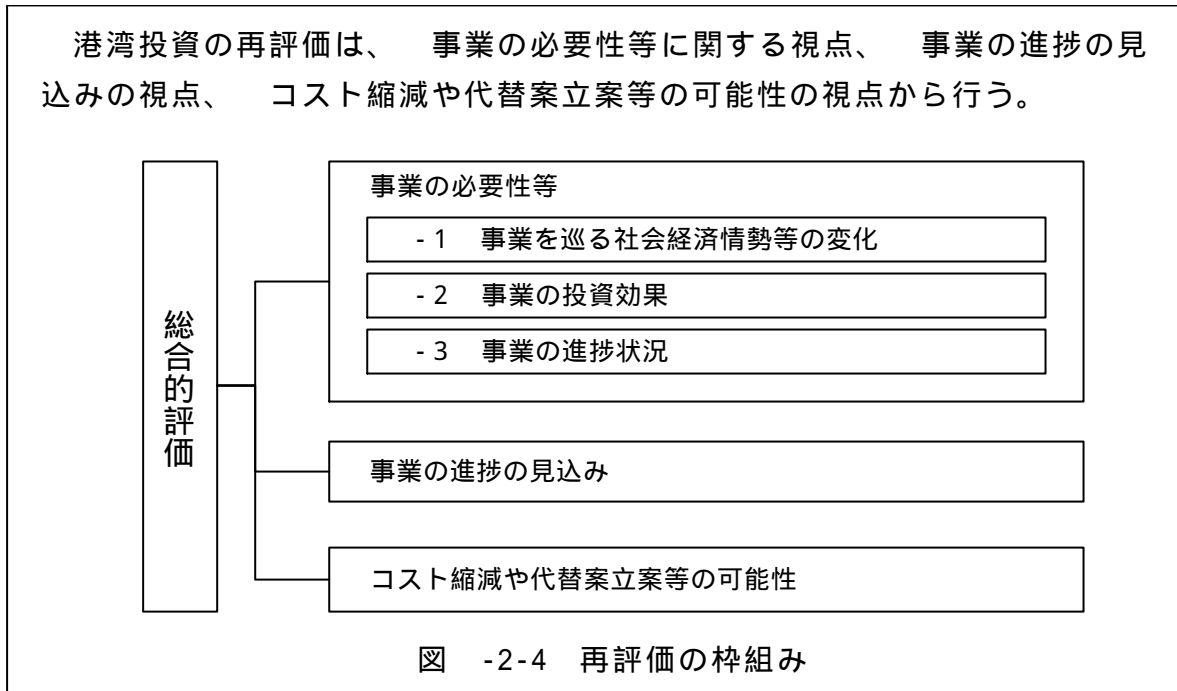 港湾投資の再評価は、　事業の必要性等に関する視点、　事業の進捗の見
込みの視点、　コスト縮減や代替案立案等の可能性の視点から行う。
総合的評価
事業の必要性等
-1　事業を巡る社会経済情勢等の変化
-2　事業の投資効果
-3　事業の進捗状況
事業の進捗の見込み
コスト縮減や代替案立案等の可能性
図　-2-4　再評価の枠組み